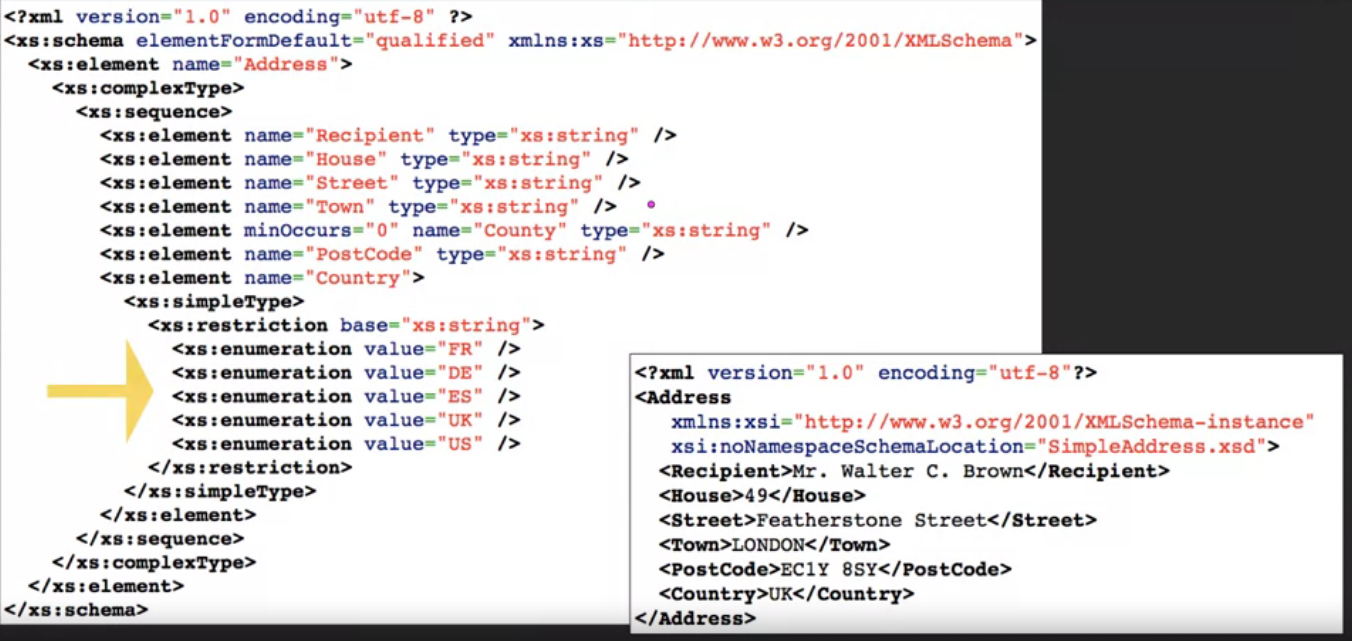 <?xml version="1.0" encoding="utf-8" ?>
<xs:schema elementFormDefault="qualified" xmlns:xs="http://www.w3.org/2001/XMLSchema">
<xs:element name="Address">
<xs:complexType>
<xs:sequence>
<xs:element name="Recipient" type="xs:string" />
<xs:element name="House" type="xs:string" />
<xs:element name="Street" type="xs:string" />
<xs:element name="Town" type="xs:string" />
<xs:element minOccurs="0" name="County" type="xs:string" />
<xs:element name="PostCode" type="xs:string" />
<xs:element name="Country">
<xs:simpleType>
<xs:restriction base="xs:string">
<xs:enumeration value="FR" />
<xs:enumeration value="DE" />
<xs:enumeration value="ES" />
<xs:enumeration value="UK" />
<xs:enumeration value="US" />
</xs:restriction>
</xs:simpleType>
</xs:element>
</xs:sequence>
</xs:complexType>
</xs:element>
</xs:schema>
<?xml version="1.0" encoding="utf-8"?>
<Address
xmlns:xsi="http://www.w3.org/2001/XMLSchema-instance"
xsi:noNamespaceSchemaLocation="SimpleAddress.xsd">
<Recipient>Mr. Walter C. Brown</Recipient>
<House>49</House>
<Street>Featherstone Street</Street>
<Town>LONDON</Town>
<PostCode>EC1Y 8SY</PostCode>
<Country>UK</Country>
</Address>